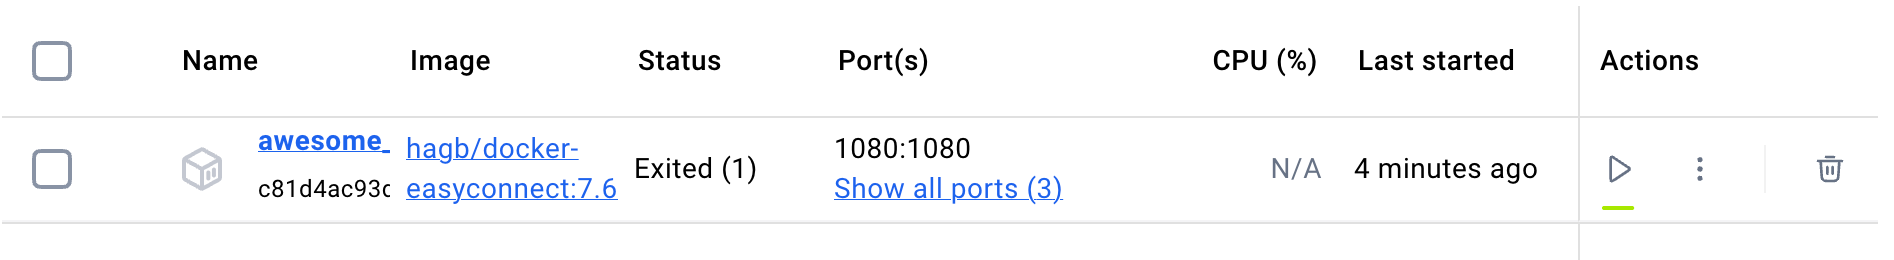 Name Image Status Port(s) CPU (%) Last started Actions
awesome_
c81d4ac93c
hagb/docker-
easyconnect:7.6
Exited (1)
1080:1080
Show all ports (3)
N/A
4 minutes ago